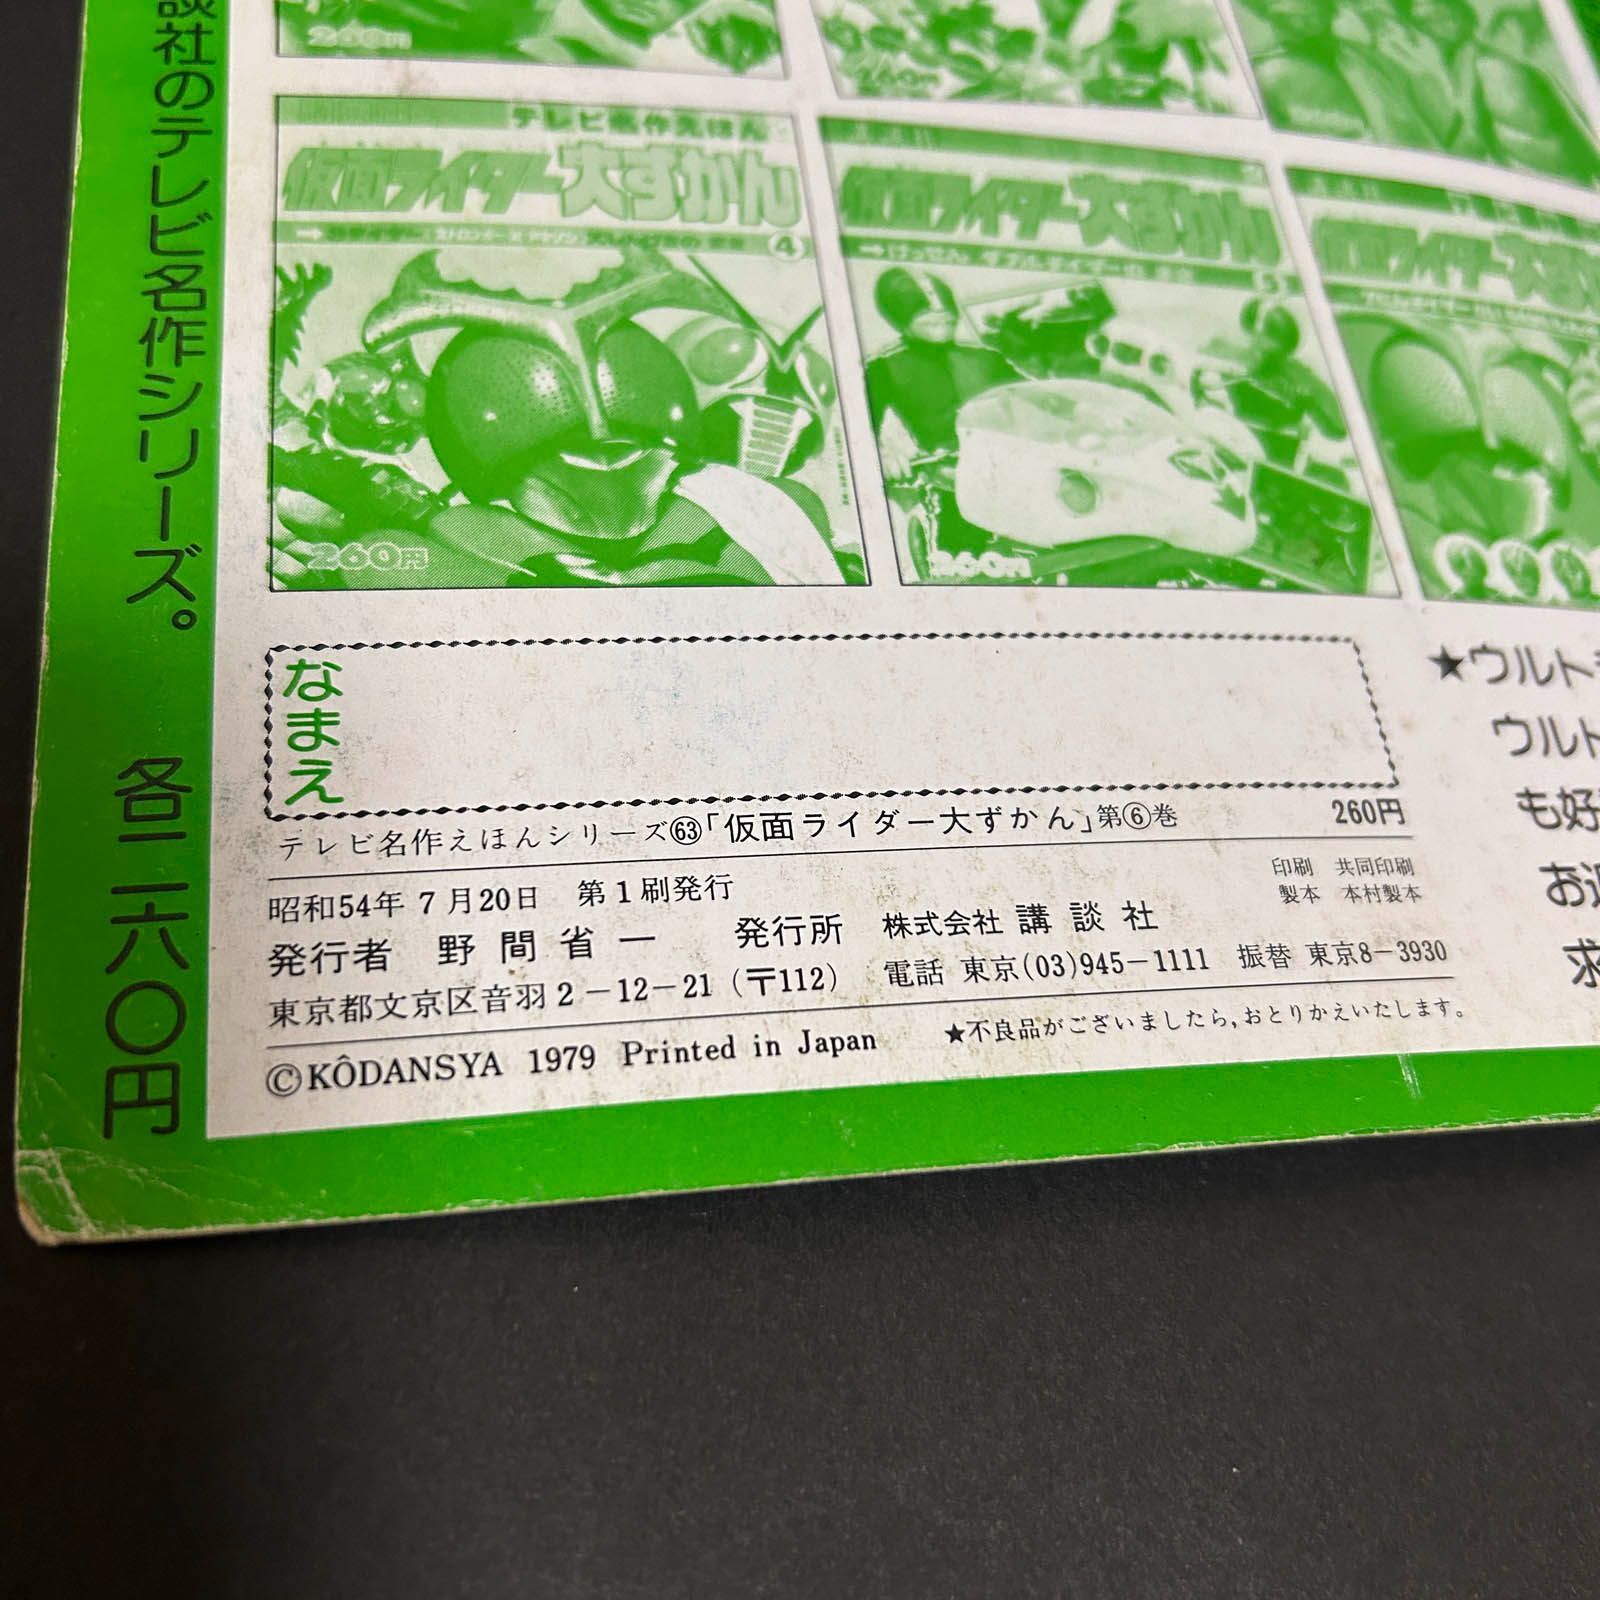 談社のテレビ名作シリーズ。 各二六〇円
260円
260円
テレビ名作えほん
仮面ライダー大ずかん
④
260円
仮面ライダー大ずかん
260円
なまえ
テレビ名作えほんシリーズ㊿「仮面ライダー大ずかん」第⑥巻 260円
昭和54年7月20日 第1刷発行
印刷 共同印刷
製本 本村製本
発行者 野間省一 発行所 株式会社 講談社
東京都文京区音羽2-12-21(〒112) 電話 東京(03)945-1111 振替 東京8-3930
©KÔDANSYA 1979 Printed in Japan ★不良品がございましたら,おとりかえいたします。
★ウルト
ウルト
も好
お
求